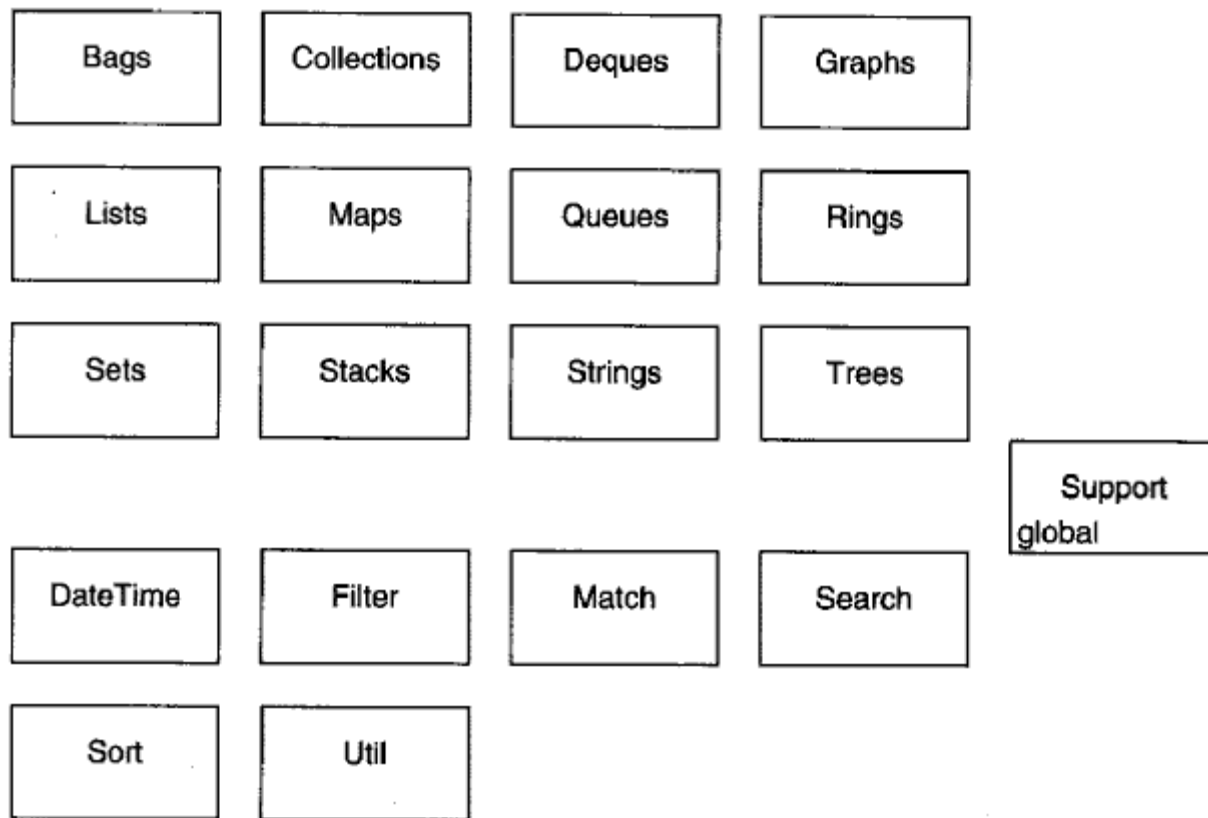 Bags
Collections
Deques
Graphs
Lists
Maps
Queues
Rings
Sets
Stacks
Strings
Trees
Support
global
DateTime
Filter
Match
Search
Sort
Util